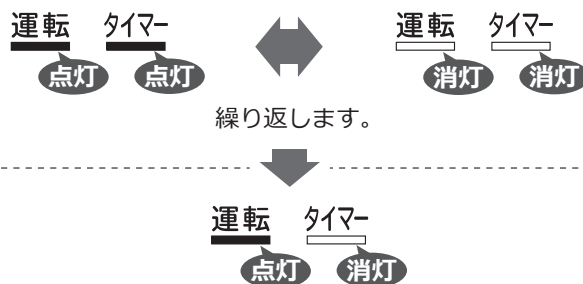 運転 タイマー 運転 タイマー
点灯 点灯 消灯 消灯
繰り返します。
運転 タイマー
点灯 消灯